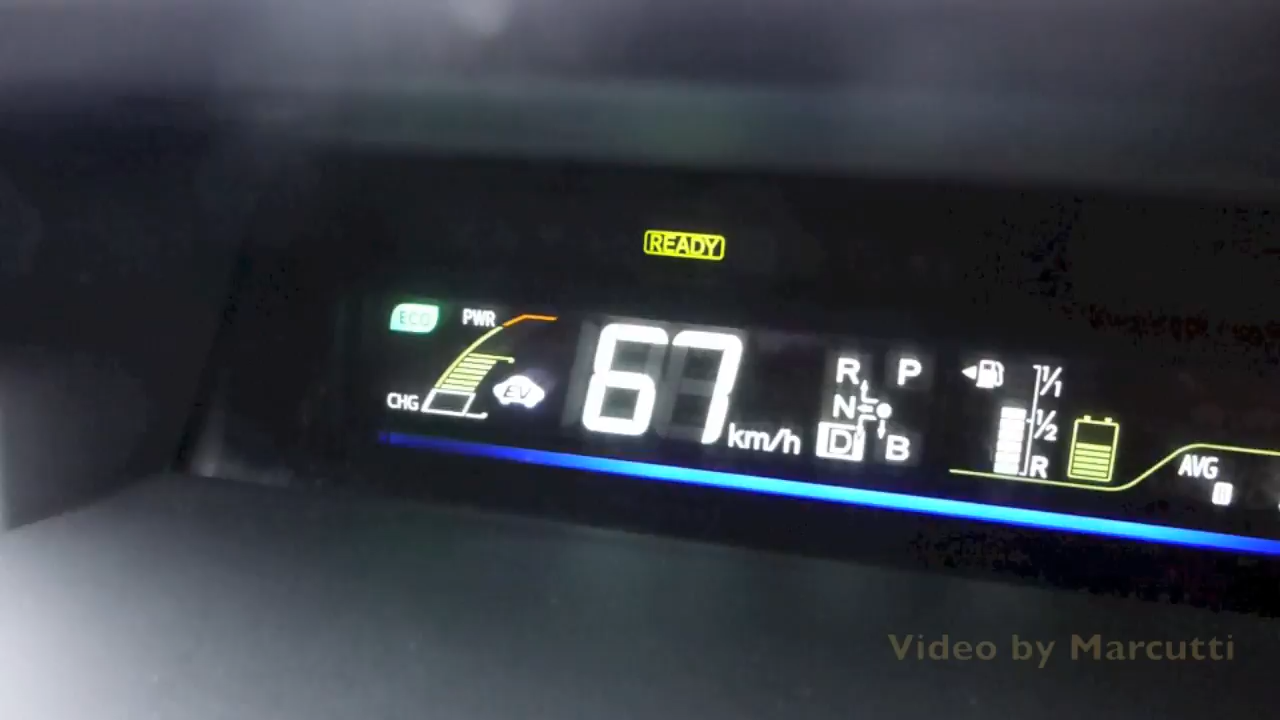 READY
ECO
PWR
CHG
EV
67 km/h
R P
N
D B
1/1
1/2
R
AVG
Video by Marcutti